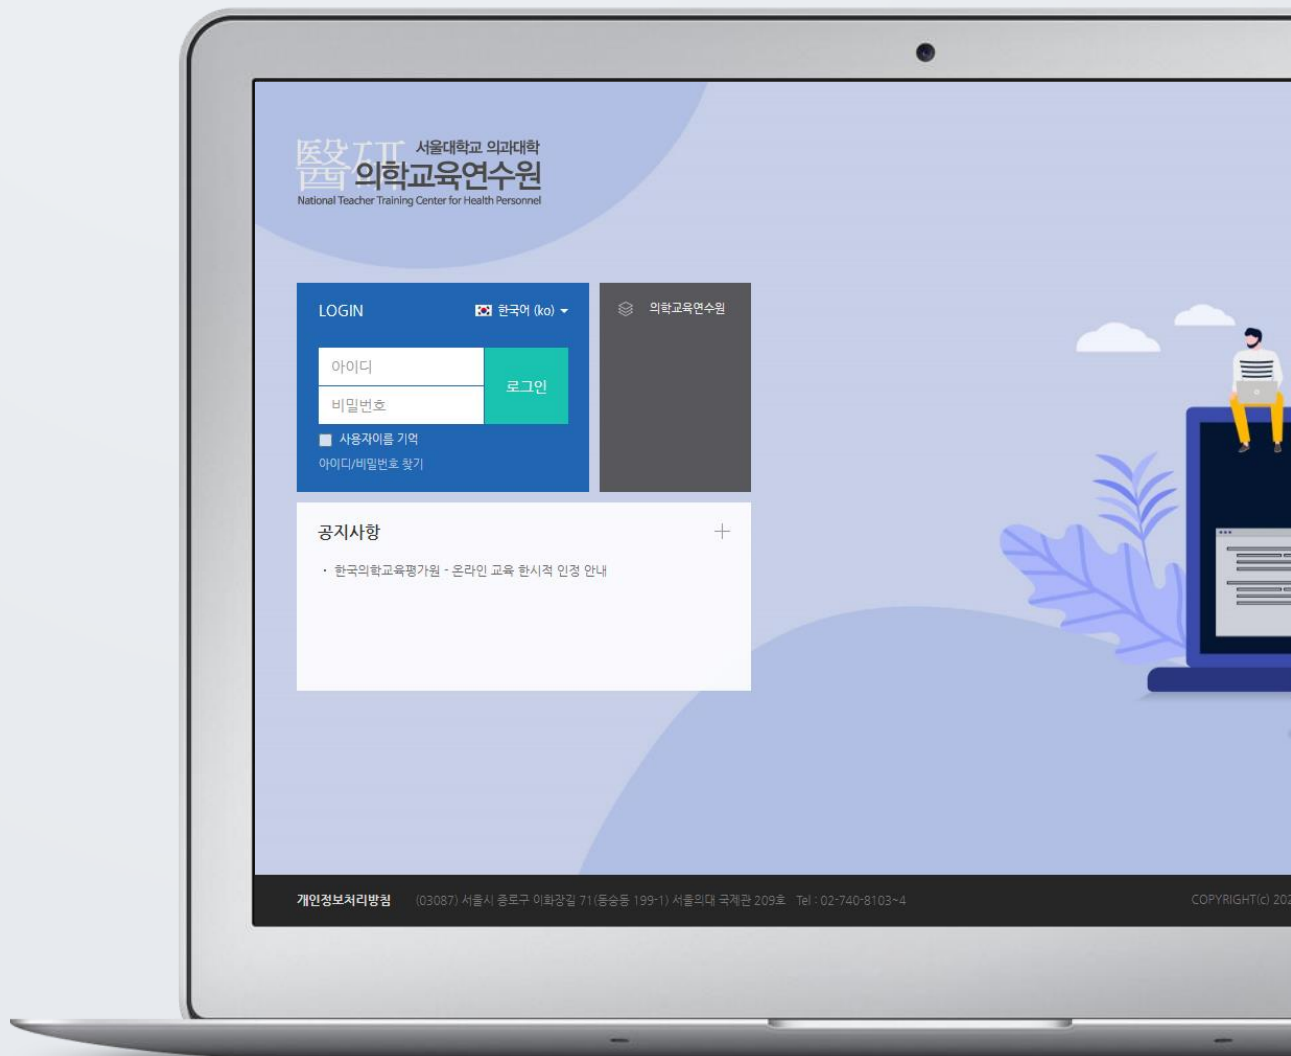 醫研
서울대학교 의과대학
의학교육연수원
National Teacher Training Center for Health Personnel
LOGIN
한국어 (ko)
의학교육연수원
아이디
비밀번호
로그인
사용자이름 기억
아이디/비밀번호 찾기
공지사항
· 한국의학교육평가원 - 온라인 교육 한시적 인정 안내
개인정보처리방침 (03087) 서울시 종로구 이화장길 71(동숭동 199-1) 서울의대 국제관 209호 Tel : 02-740-8103~4
COPYRIGHT(c) 202